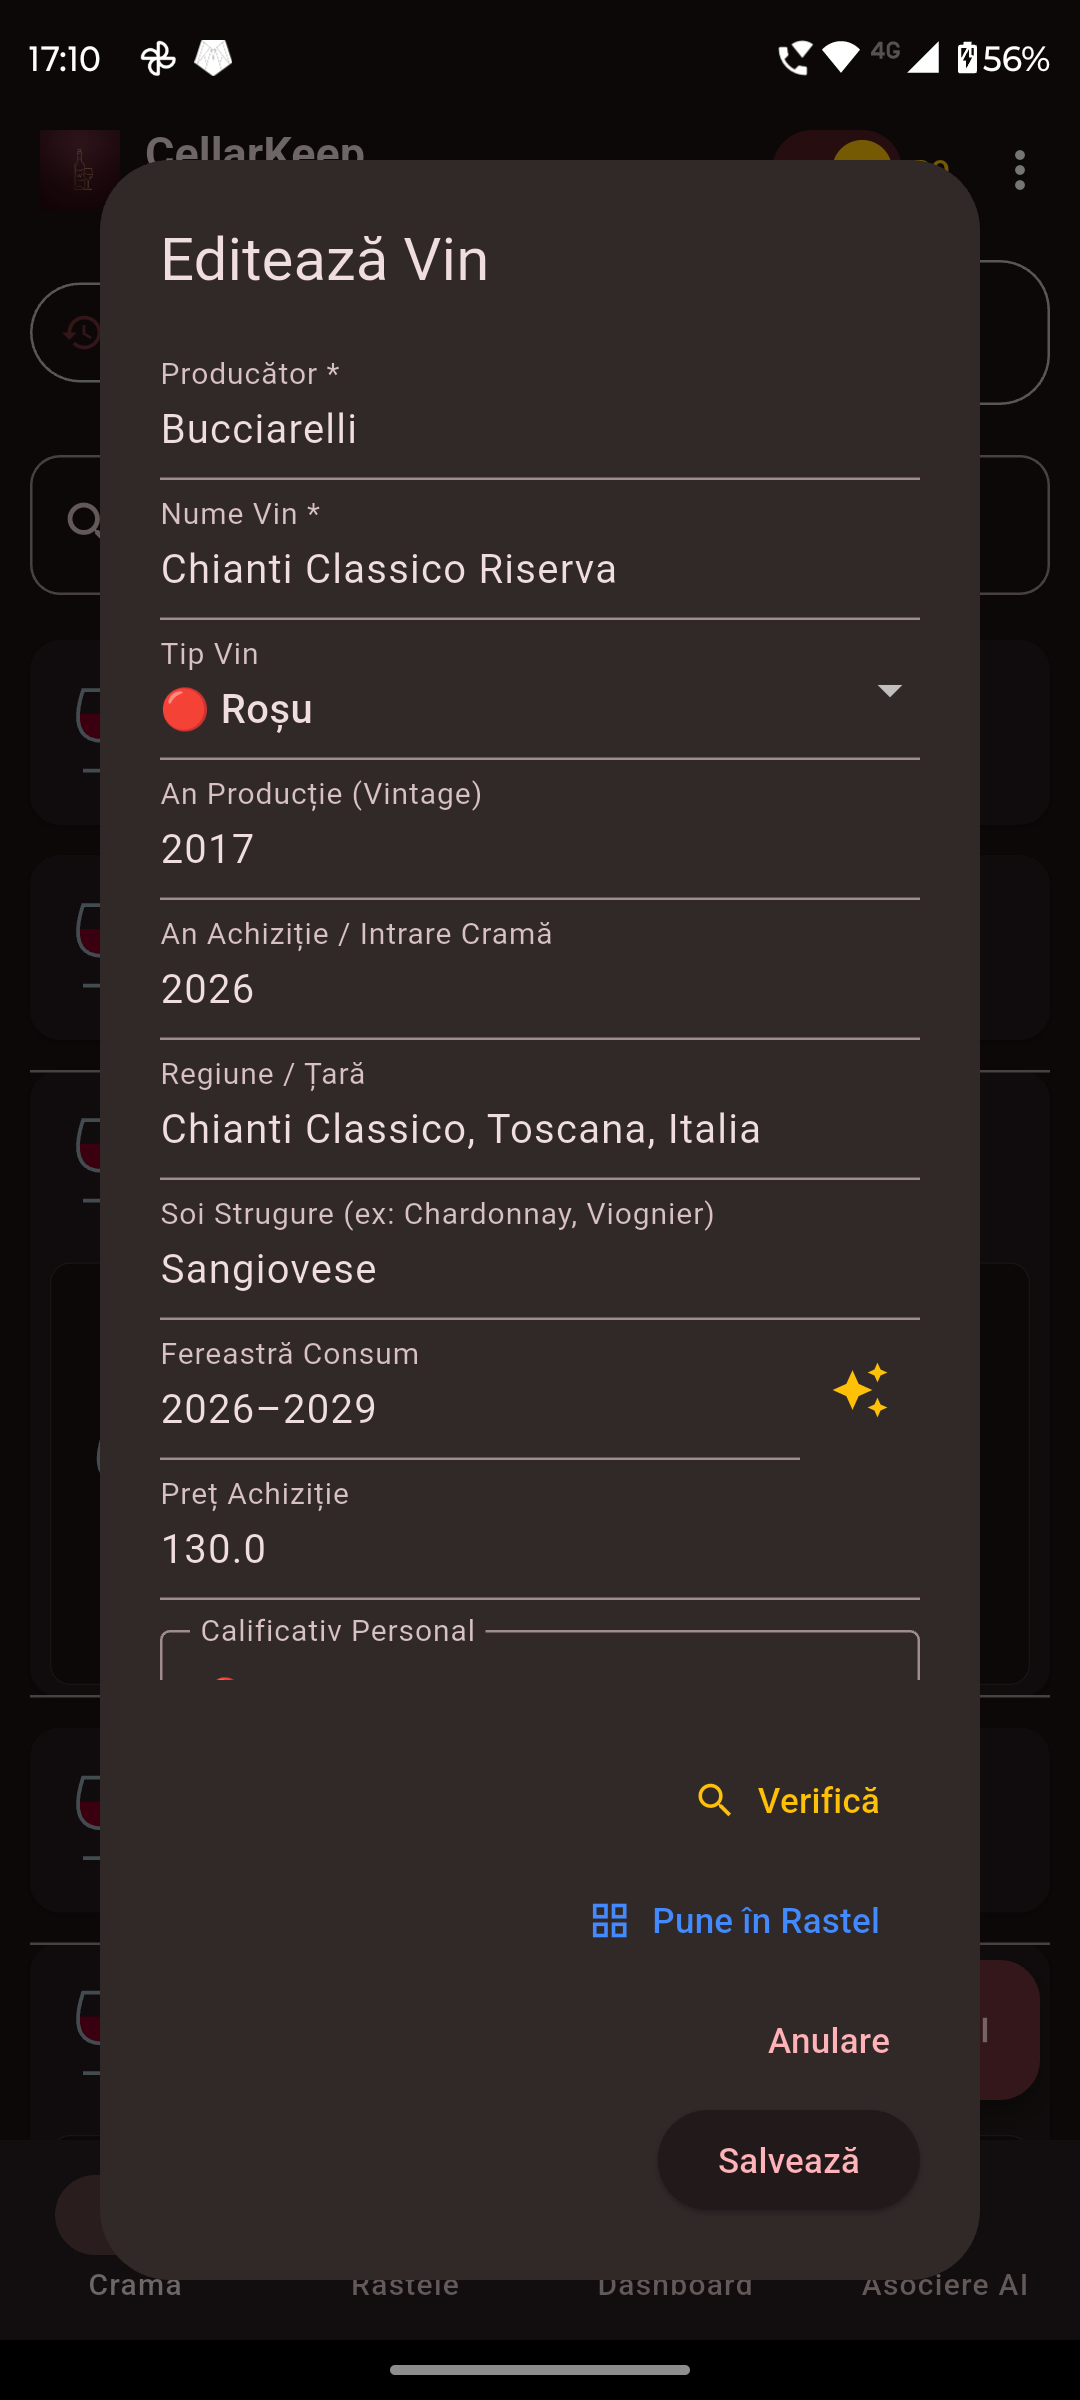 17:10
4G
56%
CellarKeep
Editează Vin
Producător *
Bucciarelli
Nume Vin *
Chianti Classico Riserva
Tip Vin
Roșu
An Producție (Vintage)
2017
An Achiziție / Intrare Cramă
2026
Regiune / Țară
Chianti Classico, Toscana, Italia
Soi Strugure (ex: Chardonnay, Viognier)
Sangiovese
Fereastră Consum
2026–2029
Preț Achiziție
130.0
Calificativ Personal
Verifică
Pune în Rastel
Anulare
Salvează
Crama
Rastele
Dashboard
Asociere AI